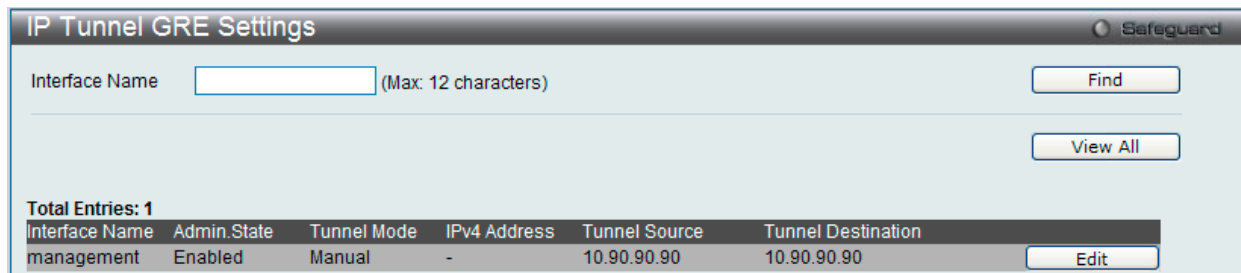 IP Tunnel GRE Settings Safeguard
Interface Name (Max: 12 characters) Find
View All
Total Entries: 1
Interface Name Admin.State Tunnel Mode IPv4 Address Tunnel Source Tunnel Destination
management Enabled Manual - 10.90.90.90 10.90.90.90 Edit